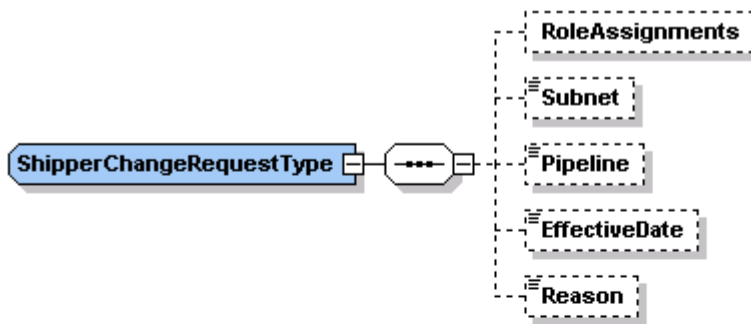 RoleAssignments
Subnet
ShipperChangeRequestType
Pipeline
EffectiveDate
Reason